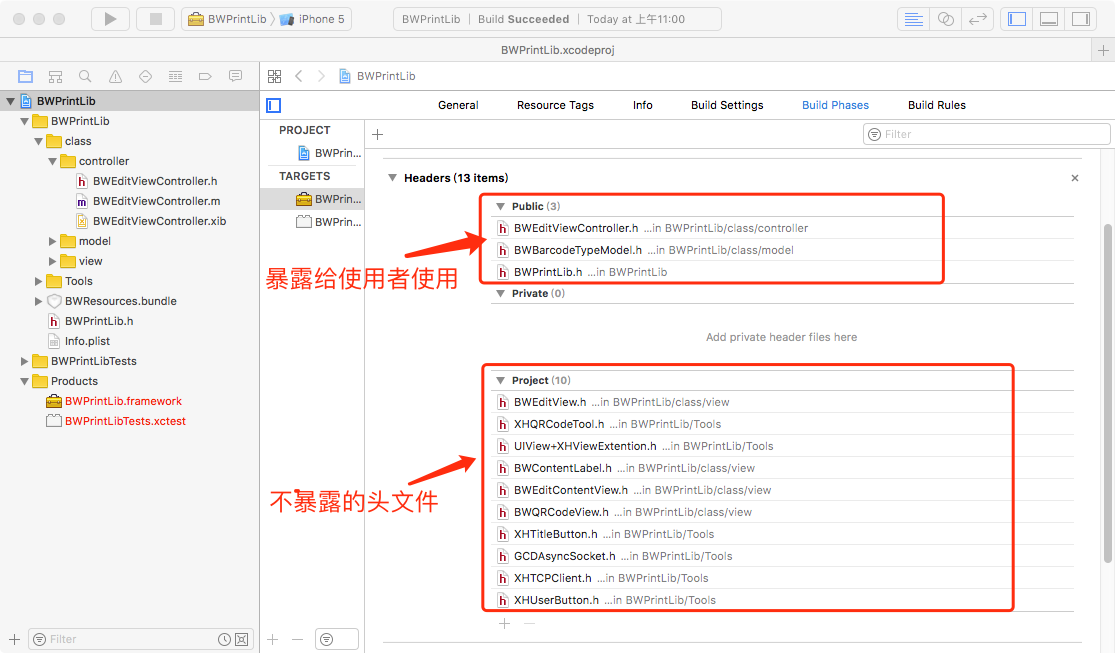 BWPrintLib
iPhone 5
BWPrintLib | Build Succeeded | Today at 上午11:00
BWPrintLib.xcodeproj
BWPrintLib
BWPrintLib
BWPrintLib
class
controller
BWEditViewController.h
BWEditViewController.m
BWEditViewController.xib
model
view
Tools
BWResources.bundle
BWPrintLib.h
Info.plist
BWPrintLibTests
Products
BWPrintLib.framework
BWPrintLibTests.xctest
Filter
General
Resource Tags
Info
Build Settings
Build Phases
Build Rules
PROJECT
BWPrin...
TARGETS
BWPrin...
BWPrin...
Filter
Headers (13 items)
Public (3)
BWEditViewController.h ...in BWPrintLib/class/controller
BWBarcodeTypeModel.h ...in BWPrintLib/class/model
BWPrintLib.h ...in BWPrintLib
暴露给使用者使用
Private (0)
Add private header files here
Project (10)
BWEditView.h ...in BWPrintLib/class/view
XHQRCodeTool.h ...in BWPrintLib/Tools
UIView+XHViewExtention.h ...in BWPrintLib/Tools
BWContentLabel.h ...in BWPrintLib/class/view
BWEditContentView.h ...in BWPrintLib/class/view
BWQRCodeView.h ...in BWPrintLib/class/view
XHTitleButton.h ...in BWPrintLib/Tools
GCDAsyncSocket.h ...in BWPrintLib/Tools
XHTCPClient.h ...in BWPrintLib/Tools
XHUserButton.h ...in BWPrintLib/Tools
不暴露的头文件